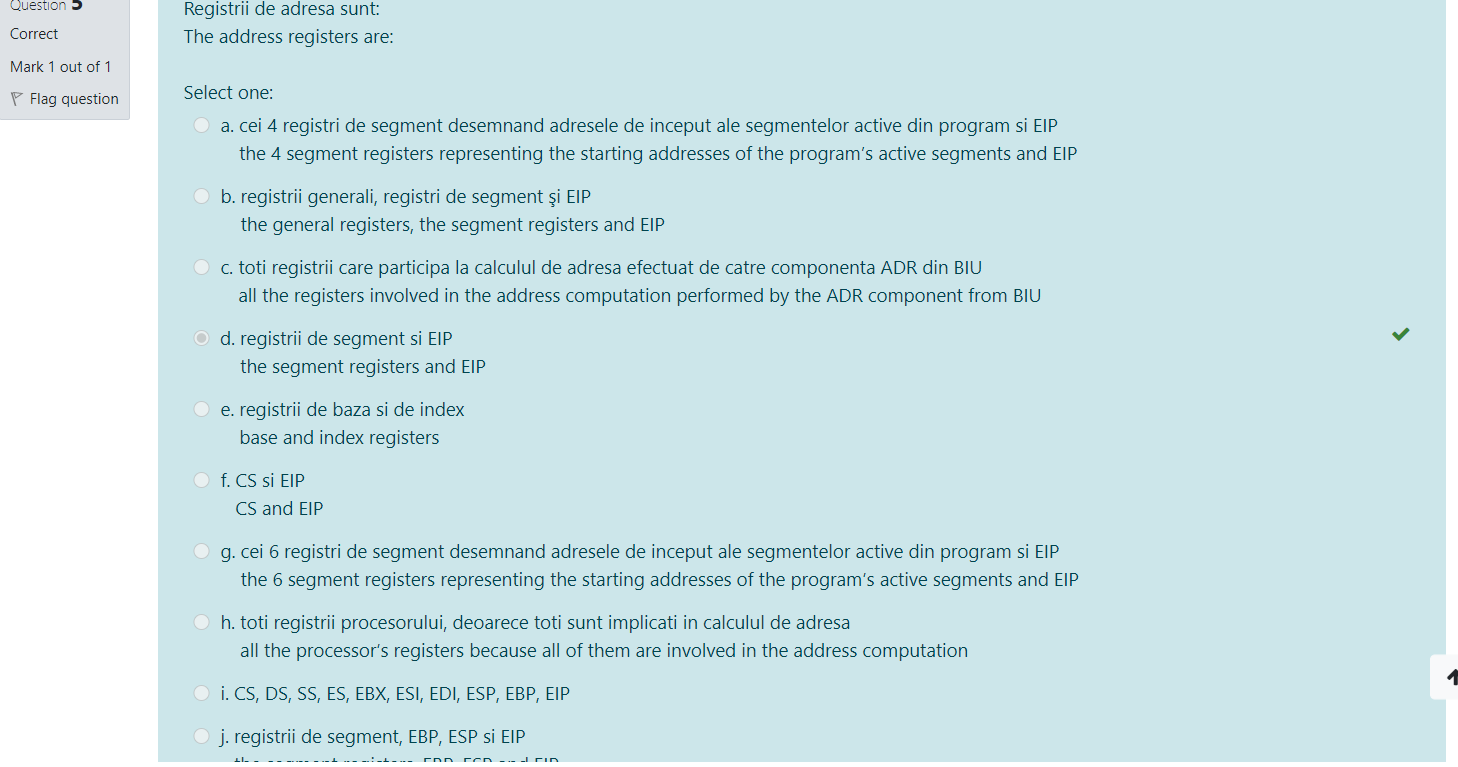 Question 5
Correct
Mark 1 out of 1
Flag question
Registrii de adresa sunt:
The address registers are:
Select one:
a. cei 4 registri de segment desemnand adresele de inceput ale segmentelor active din program si EIP
the 4 segment registers representing the starting addresses of the program's active segments and EIP
b. registrii generali, registri de segment şi EIP
the general registers, the segment registers and EIP
c. toti registrii care participa la calculul de adresa efectuat de catre componenta ADR din BIU
all the registers involved in the address computation performed by the ADR component from BIU
d. registrii de segment si EIP
the segment registers and EIP
e. registrii de baza si de index
base and index registers
f. CS si EIP
CS and EIP
g. cei 6 registri de segment desemnand adresele de inceput ale segmentelor active din program si EIP
the 6 segment registers representing the starting addresses of the program's active segments and EIP
h. toti registrii procesorului, deoarece toti sunt implicati in calculul de adresa
all the processor's registers because all of them are involved in the address computation
i. CS, DS, SS, ES, EBX, ESI, EDI, ESP, EBP, EIP
j. registrii de segment, EBP, ESP si EIP
the segment registers, EBP, ESP and EIP